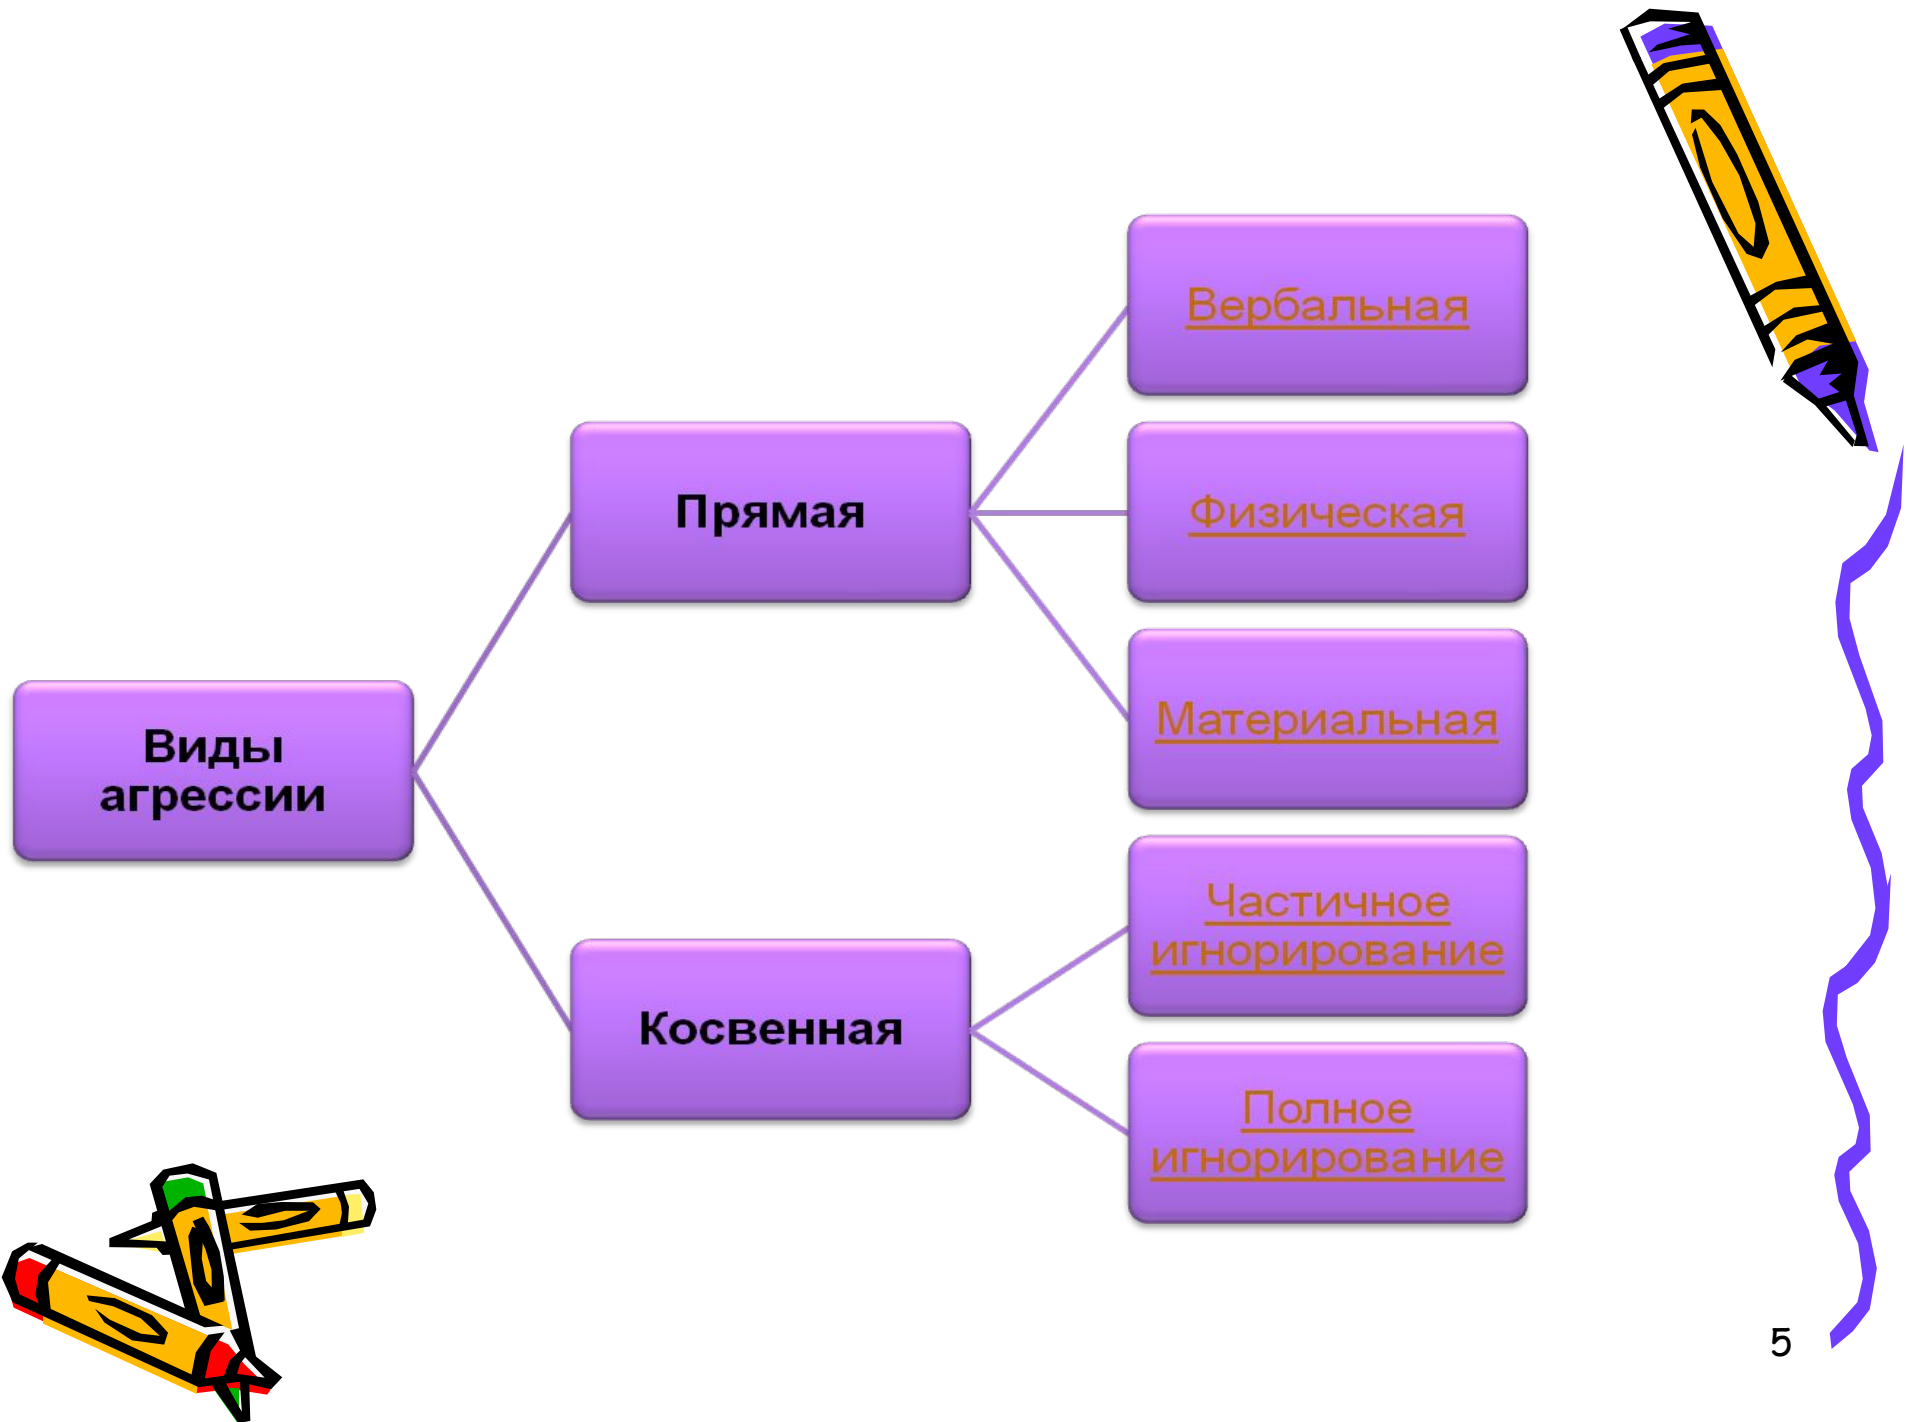 Виды
агрессии
Прямая
Вербальная
Физическая
Материальная
Косвенная
Частичное
игнорирование
Полное
игнорирование
5